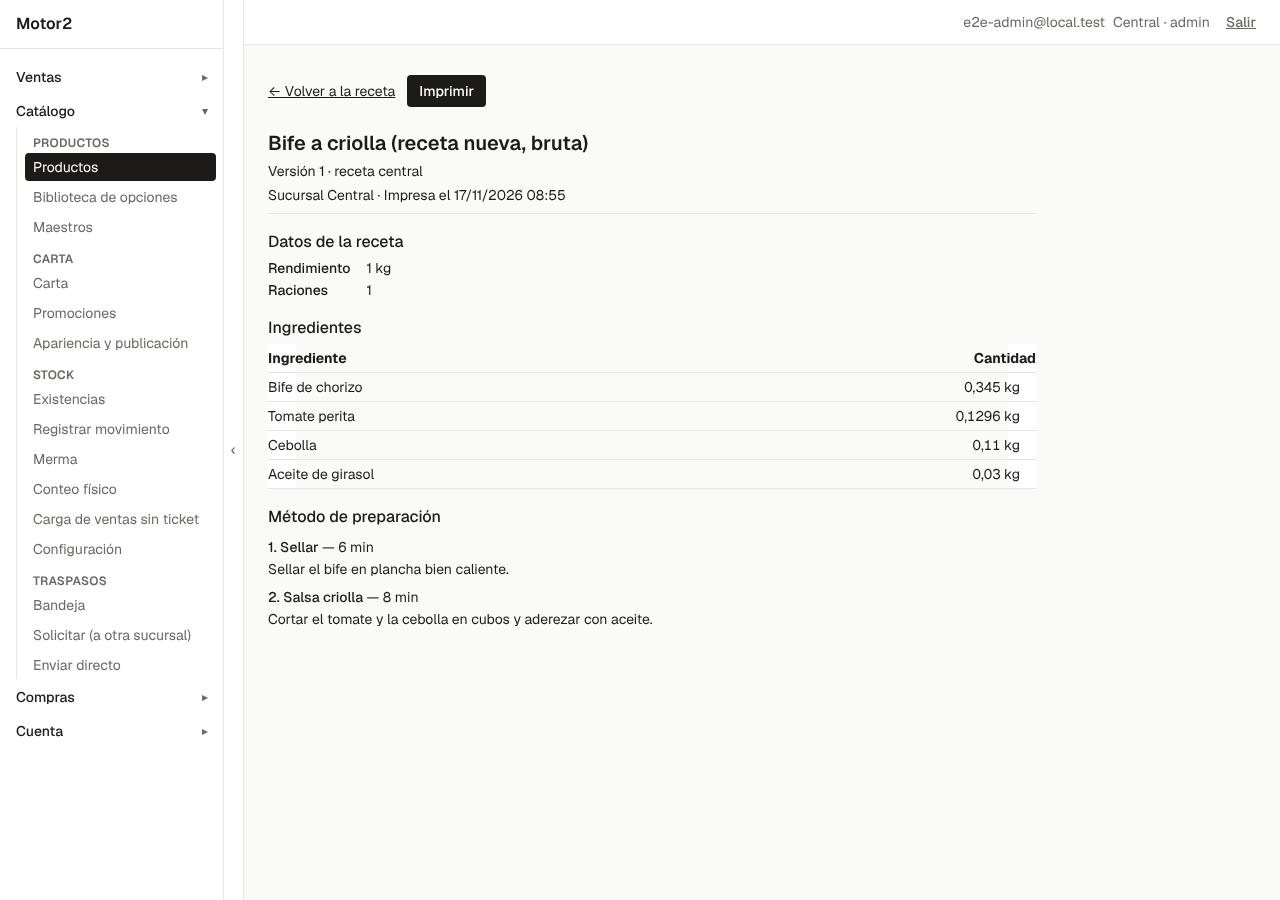 Motor2
e2e-admin@local.test Central · admin Salir
Ventas
Catálogo
PRODUCTOS
Productos
Biblioteca de opciones
Maestros
CARTA
Carta
Promociones
Apariencia y publicación
STOCK
Existencias
Registrar movimiento
Merma
Conteo físico
Carga de ventas sin ticket
Configuración
TRASPASOS
Bandeja
Solicitar (a otra sucursal)
Enviar directo
Compras
Cuenta
← Volver a la receta Imprimir
Bife a criolla (receta nueva, bruta)
Versión 1 · receta central
Sucursal Central · Impresa el 17/11/2026 08:55
Datos de la receta
Rendimiento 1 kg
Raciones 1
Ingredientes
Ingrediente Cantidad
Bife de chorizo 0,345 kg
Tomate perita 0,1296 kg
Cebolla 0,11 kg
Aceite de girasol 0,03 kg
Método de preparación
1. Sellar — 6 min
Sellar el bife en plancha bien caliente.
2. Salsa criolla — 8 min
Cortar el tomate y la cebolla en cubos y aderezar con aceite.